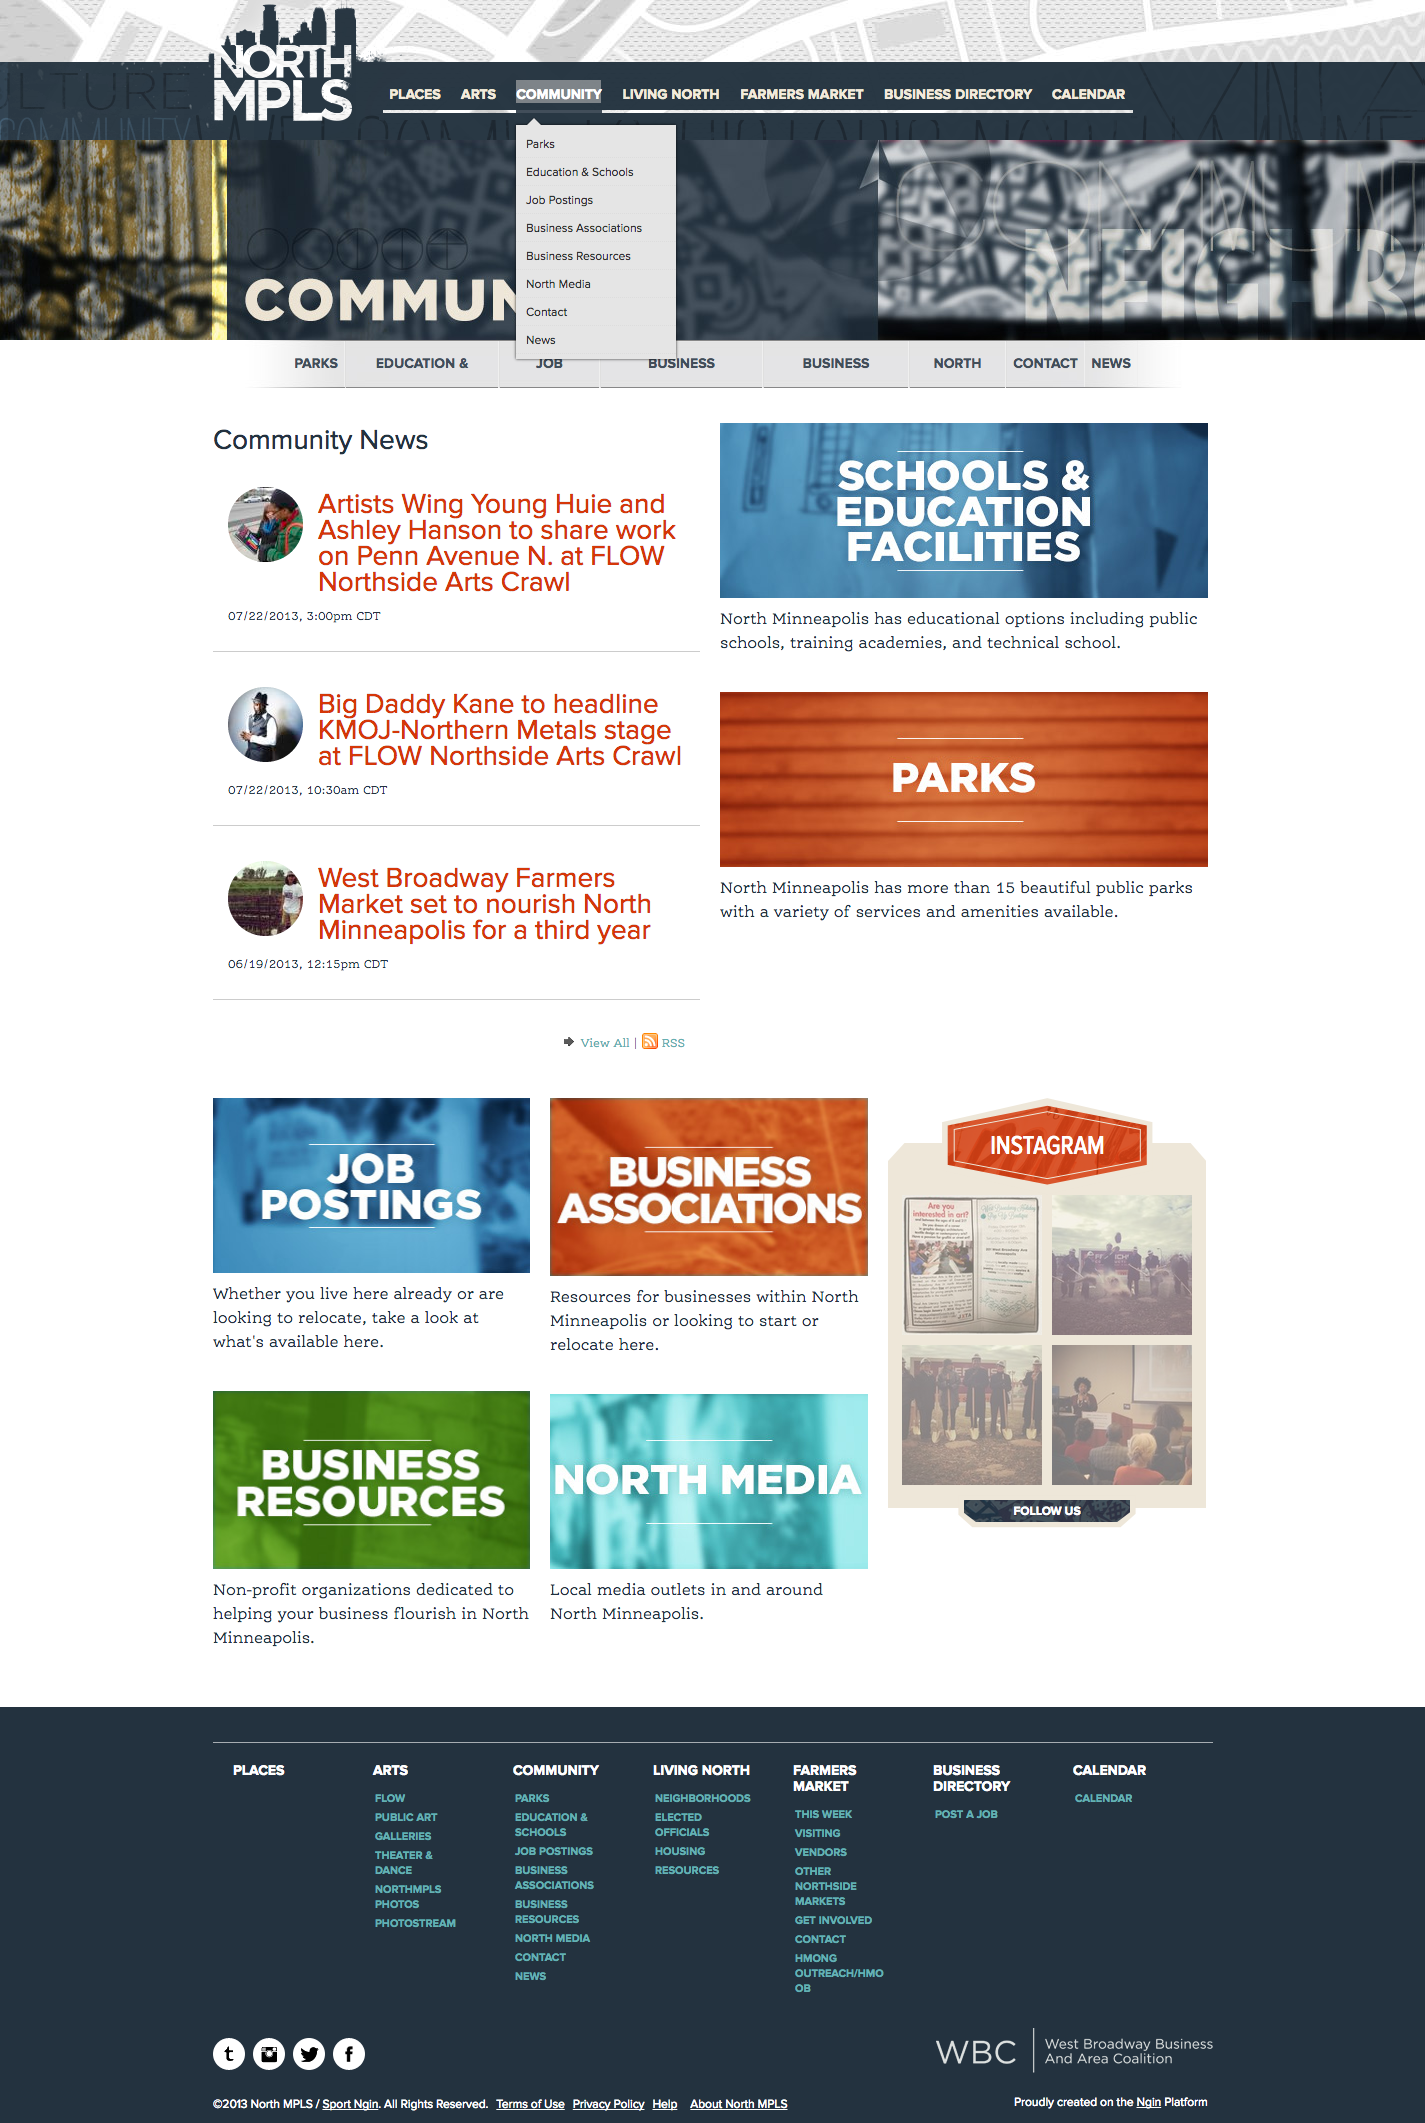 NORTH
MPLS
PLACES ARTS COMMUNITY LIVING NORTH FARMERS MARKET BUSINESS DIRECTORY CALENDAR
ULTURE
COMMUNITY
Parks
Education & Schools
Job Postings
Business Associations
Business Resources
North Media
Contact
News
COMMUN
PARKS EDUCATION & JOB BUSINESS BUSINESS NORTH CONTACT NEWS
Community News
Artists Wing Young Huie and
Ashley Hanson to share work
on Penn Avenue N. at FLOW
Northside Arts Crawl
07/22/2013, 3:00pm CDT
Big Daddy Kane to headline
KMOJ-Northern Metals stage
at FLOW Northside Arts Crawl
07/22/2013, 10:30am CDT
West Broadway Farmers
Market set to nourish North
Minneapolis for a third year
06/19/2013, 12:15pm CDT
View All | RSS
SCHOOLS &
EDUCATION
FACILITIES
North Minneapolis has educational options including public
schools, training academies, and technical school.
PARKS
North Minneapolis has more than 15 beautiful public parks
with a variety of services and amenities available.
JOB
POSTINGS
Whether you live here already or are
looking to relocate, take a look at
what's available here.
BUSINESS
ASSOCIATIONS
Resources for businesses within North
Minneapolis or looking to start or
relocate here.
INSTAGRAM
Are you
interested in art?
FOLLOW US
BUSINESS
RESOURCES
Non-profit organizations dedicated to
helping your business flourish in North
Minneapolis.
NORTH MEDIA
Local media outlets in and around
North Minneapolis.
PLACES
ARTS
FLOW
PUBLIC ART
GALLERIES
THEATER &
DANCE
NORTHMPLS
PHOTOS
PHOTOSTREAM
COMMUNITY
PARKS
EDUCATION &
SCHOOLS
JOB POSTINGS
BUSINESS
ASSOCIATIONS
BUSINESS
RESOURCES
NORTH MEDIA
CONTACT
NEWS
LIVING NORTH
NEIGHBORHOODS
ELECTED
OFFICIALS
HOUSING
RESOURCES
FARMERS
MARKET
THIS WEEK
VISITING
VENDORS
OTHER
NORTHSIDE
MARKETS
GET INVOLVED
CONTACT
HMONG
OUTREACH/HMO
OB
BUSINESS
DIRECTORY
POST A JOB
CALENDAR
CALENDAR
WBC West Broadway Business
And Area Coalition
©2013 North MPLS / Sport Ngin. All Rights Reserved. Terms of Use Privacy Policy Help About North MPLS
Proudly created on the Ngin Platform